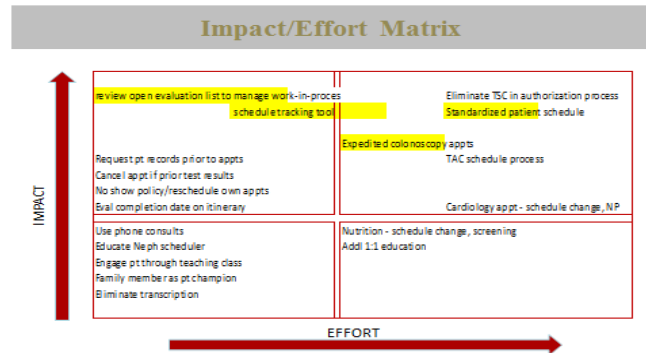 Impact/Effort Matrix
IMPACT
review open evaluation list to manage work-in-proces
schedule tracking tool
Request pt records prior to appts
Cancel appt if prior test results
No show policy/reschedule own appts
Eval completion date on itinerary
Eliminate TSC in authorization process
Standardized patient schedule
Expedited colonoscopy appts
TAC schedule process
Cardiology appt - schedule change, NP
Use phone consults
Educate Neph scheduler
Engage pt through teaching class
Family member as pt champion
Eliminate transcription
Nutrition - schedule change, screening
Addl 1:1 education
EFFORT